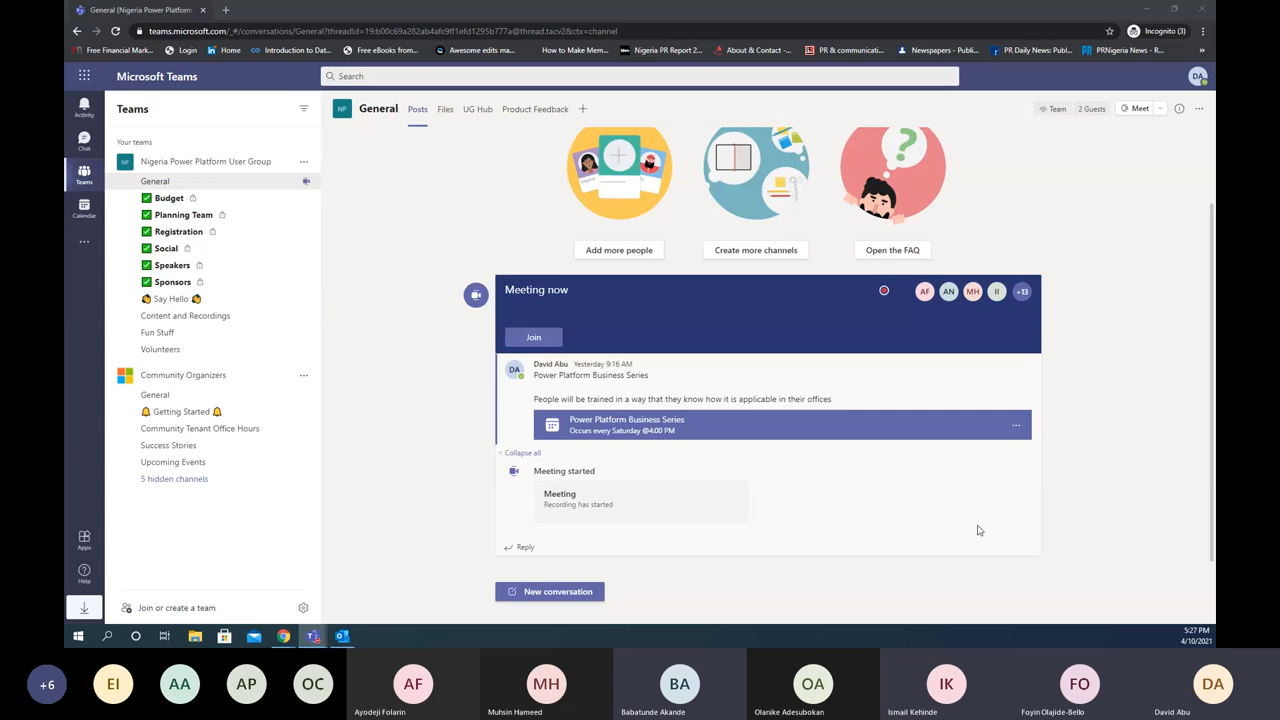 General (Nigeria Power Platform
teams.microsoft.com/_#/conversations/General?threadId=19:b00c69a282ab4afc9ff1efd1295b777a@thread.tacv2&ctx=channel
Incognito (3)
Free Financial Mark...
Login
Home
Introduction to Dat...
Free eBooks from...
Awesome edits ma...
How to Make Mem...
Nigeria PR Report 2...
About & Contact -...
PR & communicati...
Newspapers - Publi...
PR Daily News: Publ...
PRNigeria News - R...
»
Microsoft Teams
Search
DA
Activity
Chat
Teams
Calendar
Apps
Help
Teams
Your teams
NP Nigeria Power Platform User Group
General
Budget
Planning Team
Registration
Social
Speakers
Sponsors
Say Hello
Content and Recordings
Fun Stuff
Volunteers
Community Organizers
General
Getting Started
Community Tenant Office Hours
Success Stories
Upcoming Events
5 hidden channels
Join or create a team
NP General Posts Files UG Hub Product Feedback
Team 2 Guests Meet
Add more people
Create more channels
Open the FAQ
Meeting now
AF AN MH II +13
Join
DA David Abu Yesterday 9:16 AM
Power Platform Business Series
People will be trained in a way that they know how it is applicable in their offices
Power Platform Business Series
Occurs every Saturday @4:00 PM
Collapse all
Meeting started
Meeting
Recording has started
Reply
New conversation
5:27 PM
4/10/2021
+6 EI AA AP OC AF MH BA OA IK FO DA
Ayodeji Folarin
Muhsin Hameed
Babatunde Akande
Olanike Adesubokan
Ismail Kehinde
Foyin Olajide-Bello
David Abu